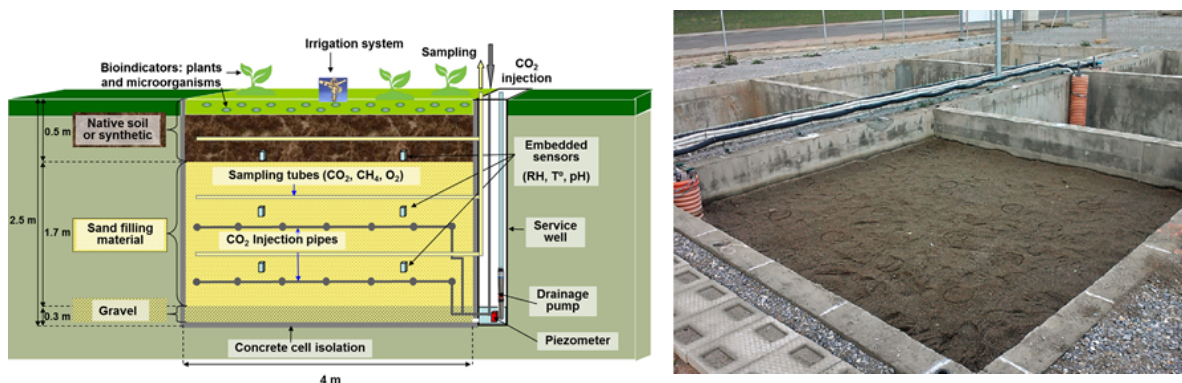 Irrigation system
Sampling
CO2
injection
Bioindicators: plants
and microorganisms
Native soil
or synthetic
0.5 m
Embedded sensors
(RH, Tº, pH)
Sampling tubes (CO2, CH4, O2)
2.5 m
1.7 m
Sand filling
material
CO2 Injection pipes
Service
well
Drainage
pump
Gravel
0.3 m
Piezometer
Concrete cell isolation
4 m